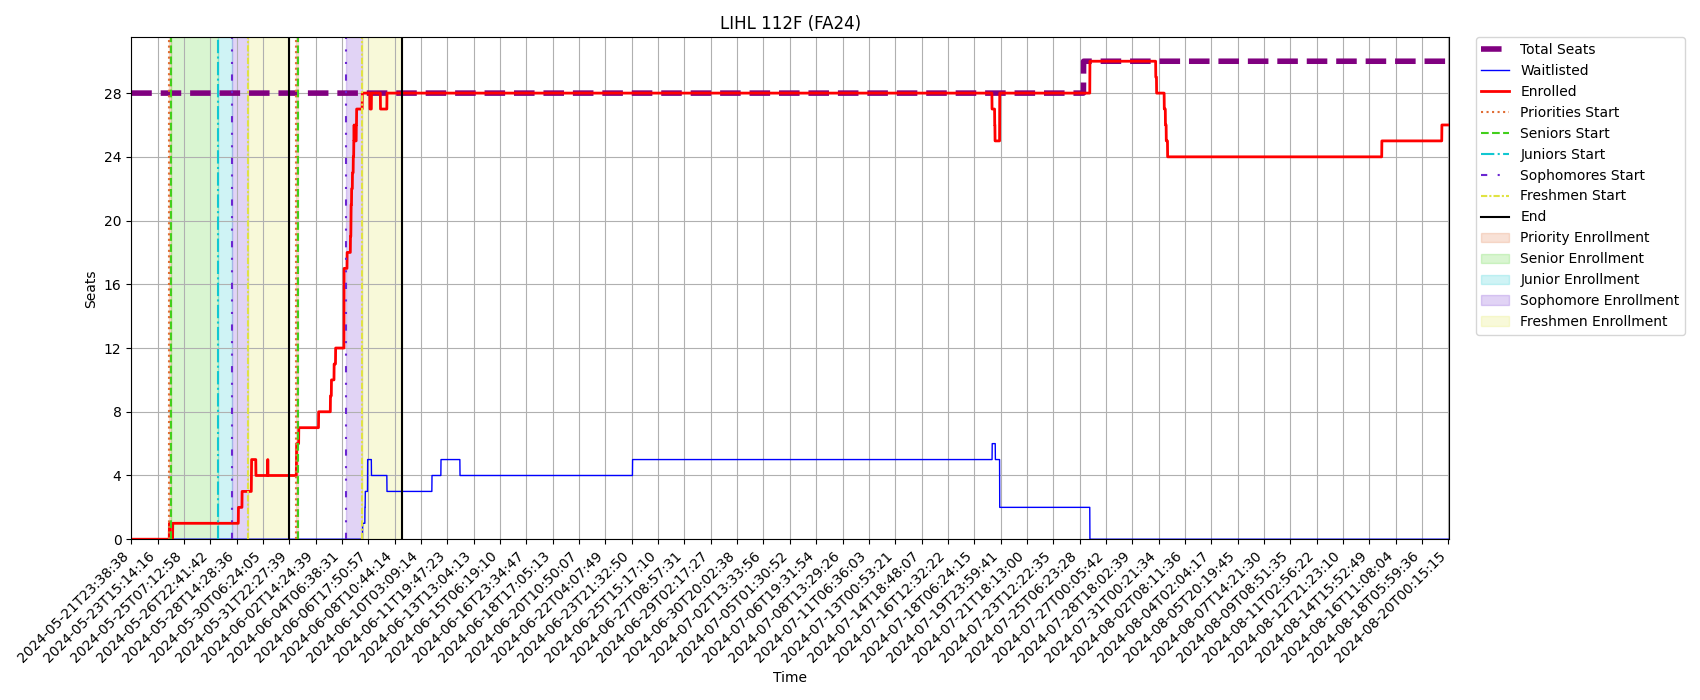 LIHL 112F (FA24)
Total Seats
Waitlisted
Enrolled
Priorities Start
Seniors Start
Juniors Start
Sophomores Start
Freshmen Start
End
Priority Enrollment
Senior Enrollment
Junior Enrollment
Sophomore Enrollment
Freshmen Enrollment
Seats
28
24
20
16
12
8
4
0
2024-05-21T23:38:38
2024-05-23T15:14:16
2024-05-25T07:12:58
2024-05-26T22:41:42
2024-05-28T14:28:36
2024-05-30T06:24:05
2024-05-31T22:27:39
2024-06-02T14:24:39
2024-06-04T06:38:31
2024-06-06T17:50:57
2024-06-08T10:44:14
2024-06-10T03:09:14
2024-06-11T19:47:23
2024-06-13T13:04:13
2024-06-15T06:19:10
2024-06-16T23:34:47
2024-06-18T17:05:13
2024-06-20T10:50:07
2024-06-22T04:07:49
2024-06-23T21:32:50
2024-06-25T15:17:10
2024-06-27T08:57:31
2024-06-29T02:17:27
2024-06-30T20:02:38
2024-07-02T13:33:56
2024-07-05T01:30:52
2024-07-06T19:31:54
2024-07-08T13:29:26
2024-07-11T06:36:03
2024-07-13T00:53:21
2024-07-14T18:48:07
2024-07-16T12:32:22
2024-07-18T06:24:15
2024-07-19T23:59:41
2024-07-21T18:13:00
2024-07-23T12:22:35
2024-07-25T06:23:28
2024-07-27T00:05:42
2024-07-28T18:02:39
2024-07-31T00:21:34
2024-08-02T08:11:36
2024-08-04T02:04:17
2024-08-05T20:19:45
2024-08-07T14:21:30
2024-08-09T08:51:35
2024-08-11T02:56:22
2024-08-12T21:23:10
2024-08-14T15:52:49
2024-08-16T11:08:04
2024-08-18T05:59:36
2024-08-20T00:15:15
Time